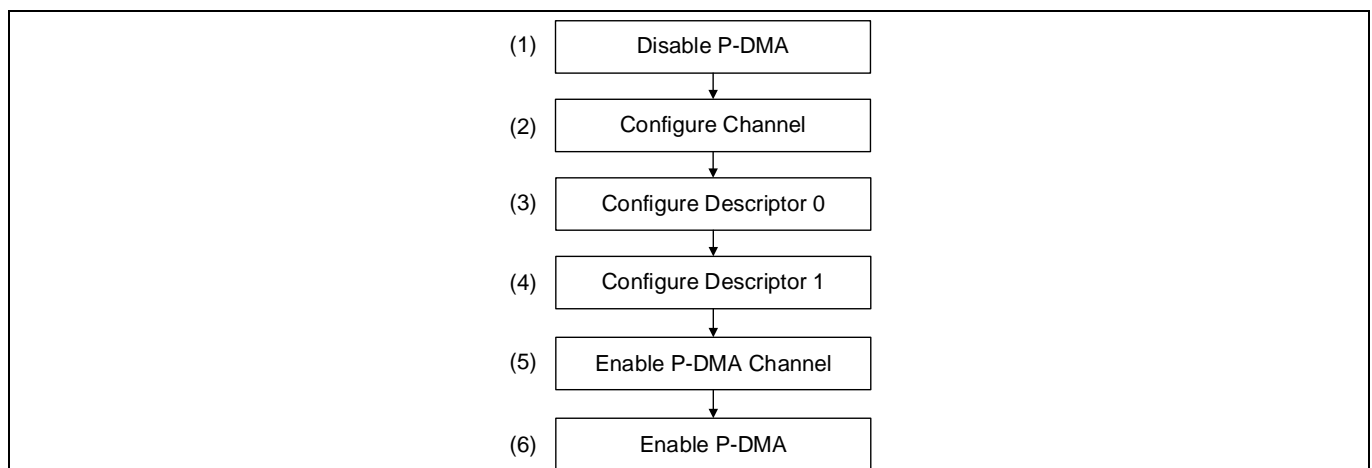 (1) Disable P-DMA
(2) Configure Channel
(3) Configure Descriptor 0
(4) Configure Descriptor 1
(5) Enable P-DMA Channel
(6) Enable P-DMA